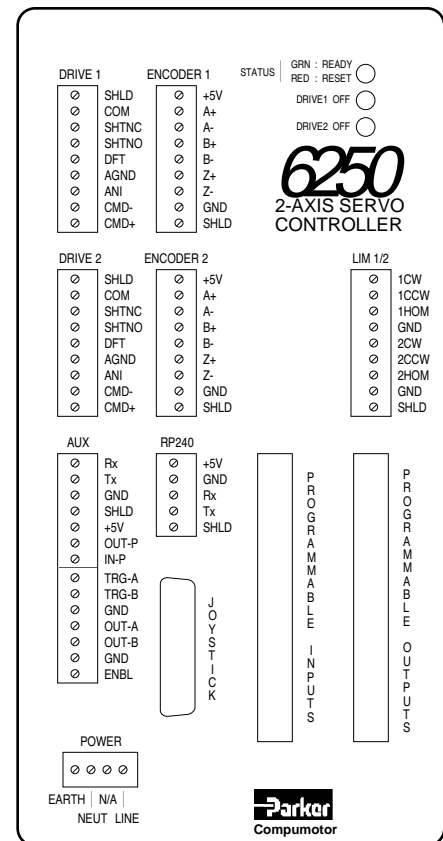 STATUS
GRN : READY
RED : RESET
DRIVE1 OFF
DRIVE2 OFF
6250
2-AXIS SERVO
CONTROLLER
DRIVE 1
SHLD
COM
SHTNC
SHTNO
DFT
AGND
ANI
CMD-
CMD+
ENCODER 1
+5V
A+
A-
B+
B-
Z+
Z-
GND
SHLD
DRIVE 2
SHLD
COM
SHTNC
SHTNO
DFT
AGND
ANI
CMD-
CMD+
ENCODER 2
+5V
A+
A-
B+
B-
Z+
Z-
GND
SHLD
LIM 1/2
1CW
1CCW
1HOM
GND
2CW
2CCW
2HOM
GND
SHLD
AUX
Rx
Tx
GND
SHLD
+5V
OUT-P
IN-P
TRG-A
TRG-B
GND
OUT-A
OUT-B
GND
ENBL
RP240
+5V
GND
Rx
Tx
SHLD
JOYSTICK
PROGRAMMABLE INPUTS
PROGRAMMABLE OUTPUTS
POWER
EARTH N/A
NEUT LINE
Parker
Compumotor